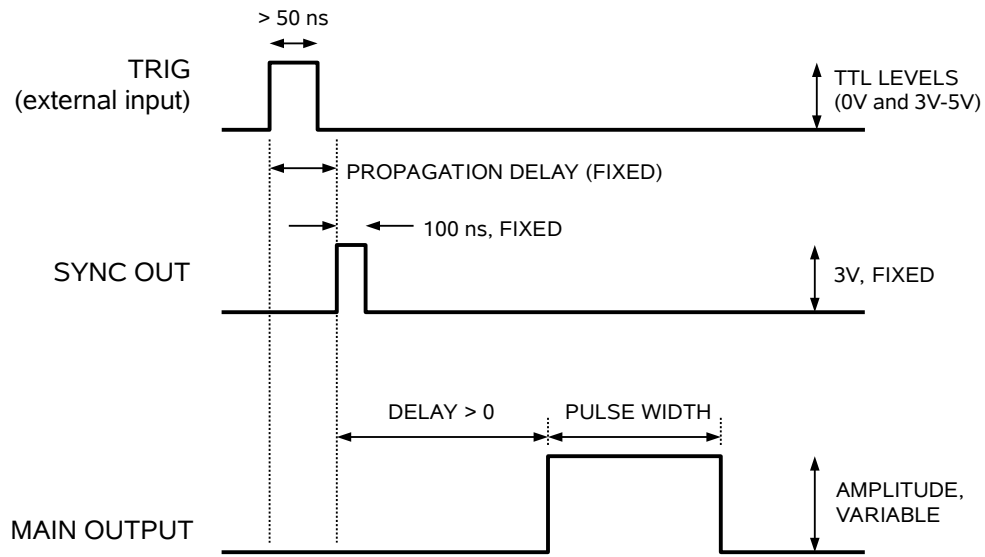 > 50 ns
TRIG
(external input)
TTL LEVELS
(0V and 3V-5V)
PROPAGATION DELAY (FIXED)
100 ns, FIXED
SYNC OUT
3V, FIXED
DELAY > 0
PULSE WIDTH
AMPLITUDE,
VARIABLE
MAIN OUTPUT